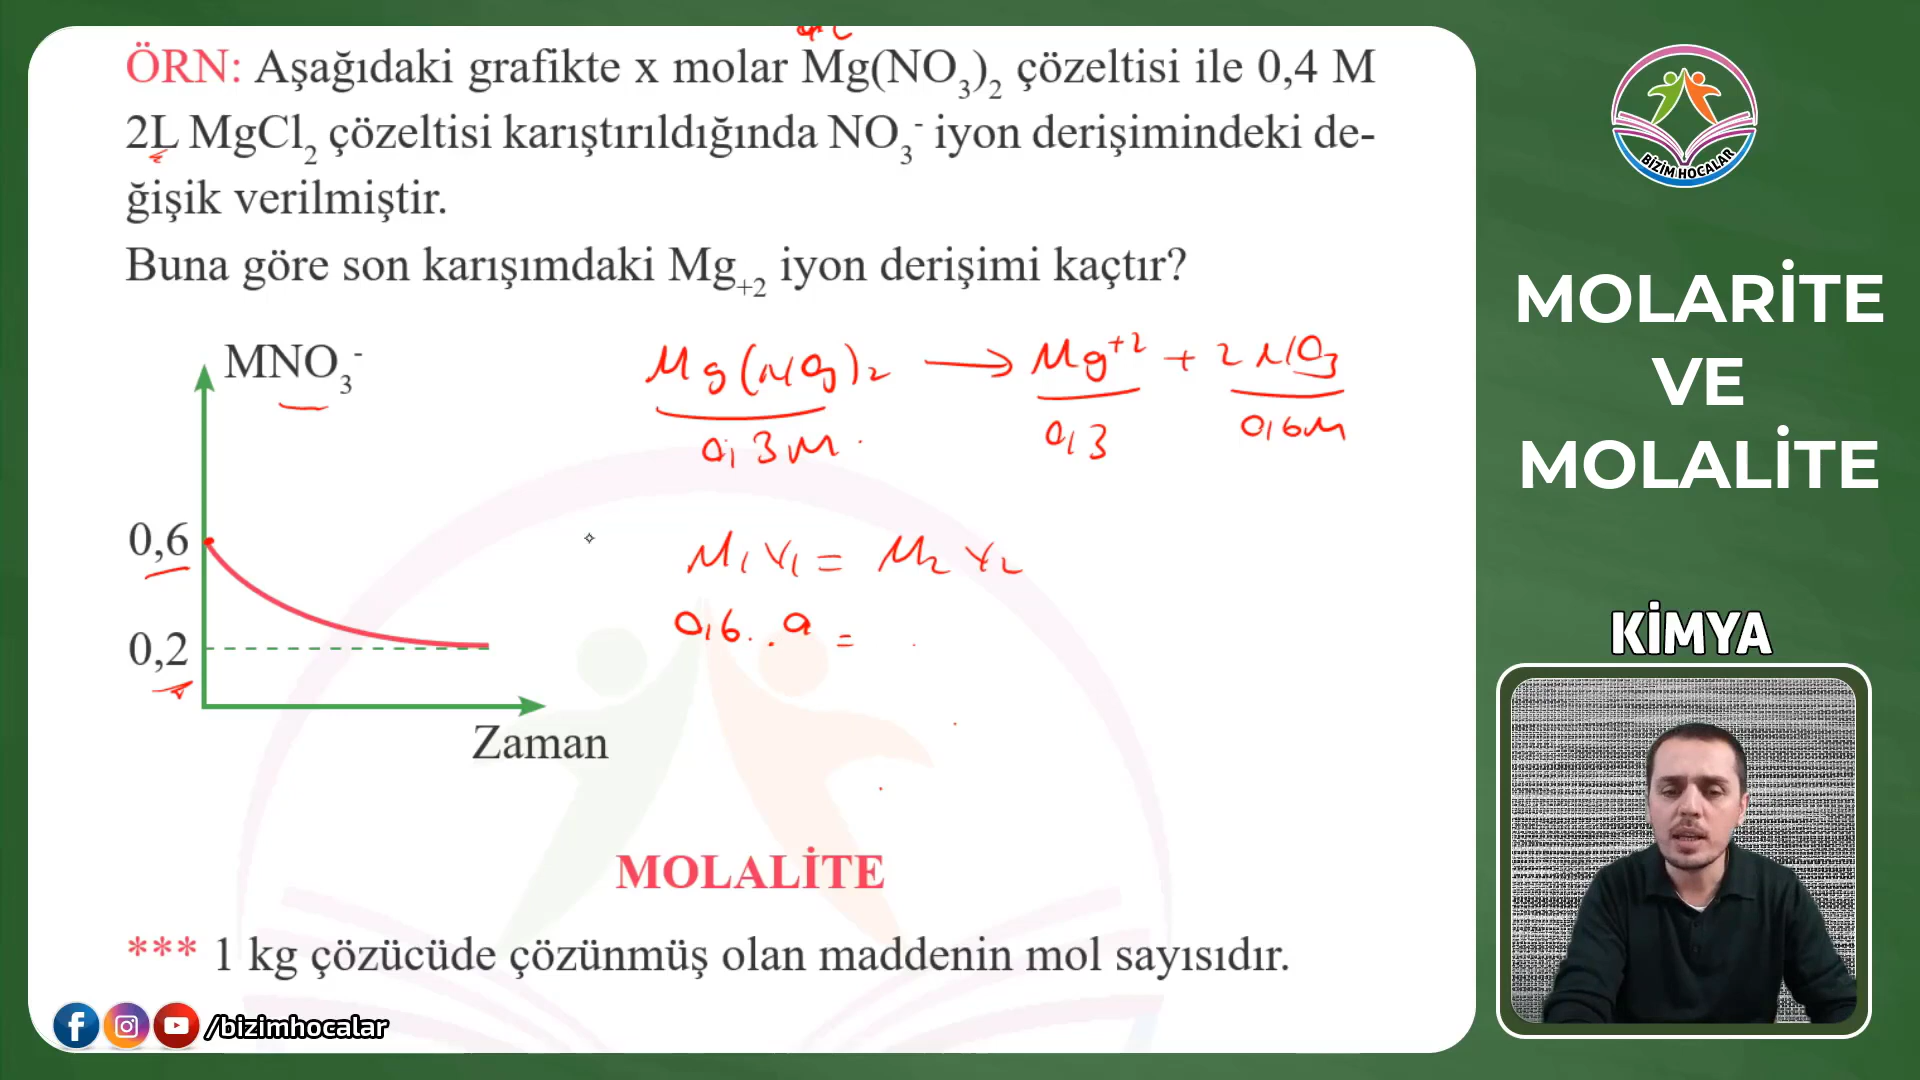 ÖRN: Aşağıdaki grafikte x molar Mg(NO₃)₂ çözeltisi ile 0,4 M
2L MgCl₂ çözeltisi karıştırıldığında NO₃⁻ iyon derişimindeki de-
ğişik verilmiştir.
Buna göre son karışımdaki Mg₊₂ iyon derişimi kaçtır?
MNO₃⁻
0,6
0,2
Zaman
Mg(NO₃)₂ → Mg⁺² + 2NO₃
0,3M 0,3 0,6M
M₁V₁ = M₂V₂
0,6 . a =
MOLALİTE
*** 1 kg çözücüde çözünmüş olan maddenin mol sayısıdır.
/bizimhocalar
BİZİM HOCALAR
MOLARİTE
VE
MOLALİTE
KİMYA